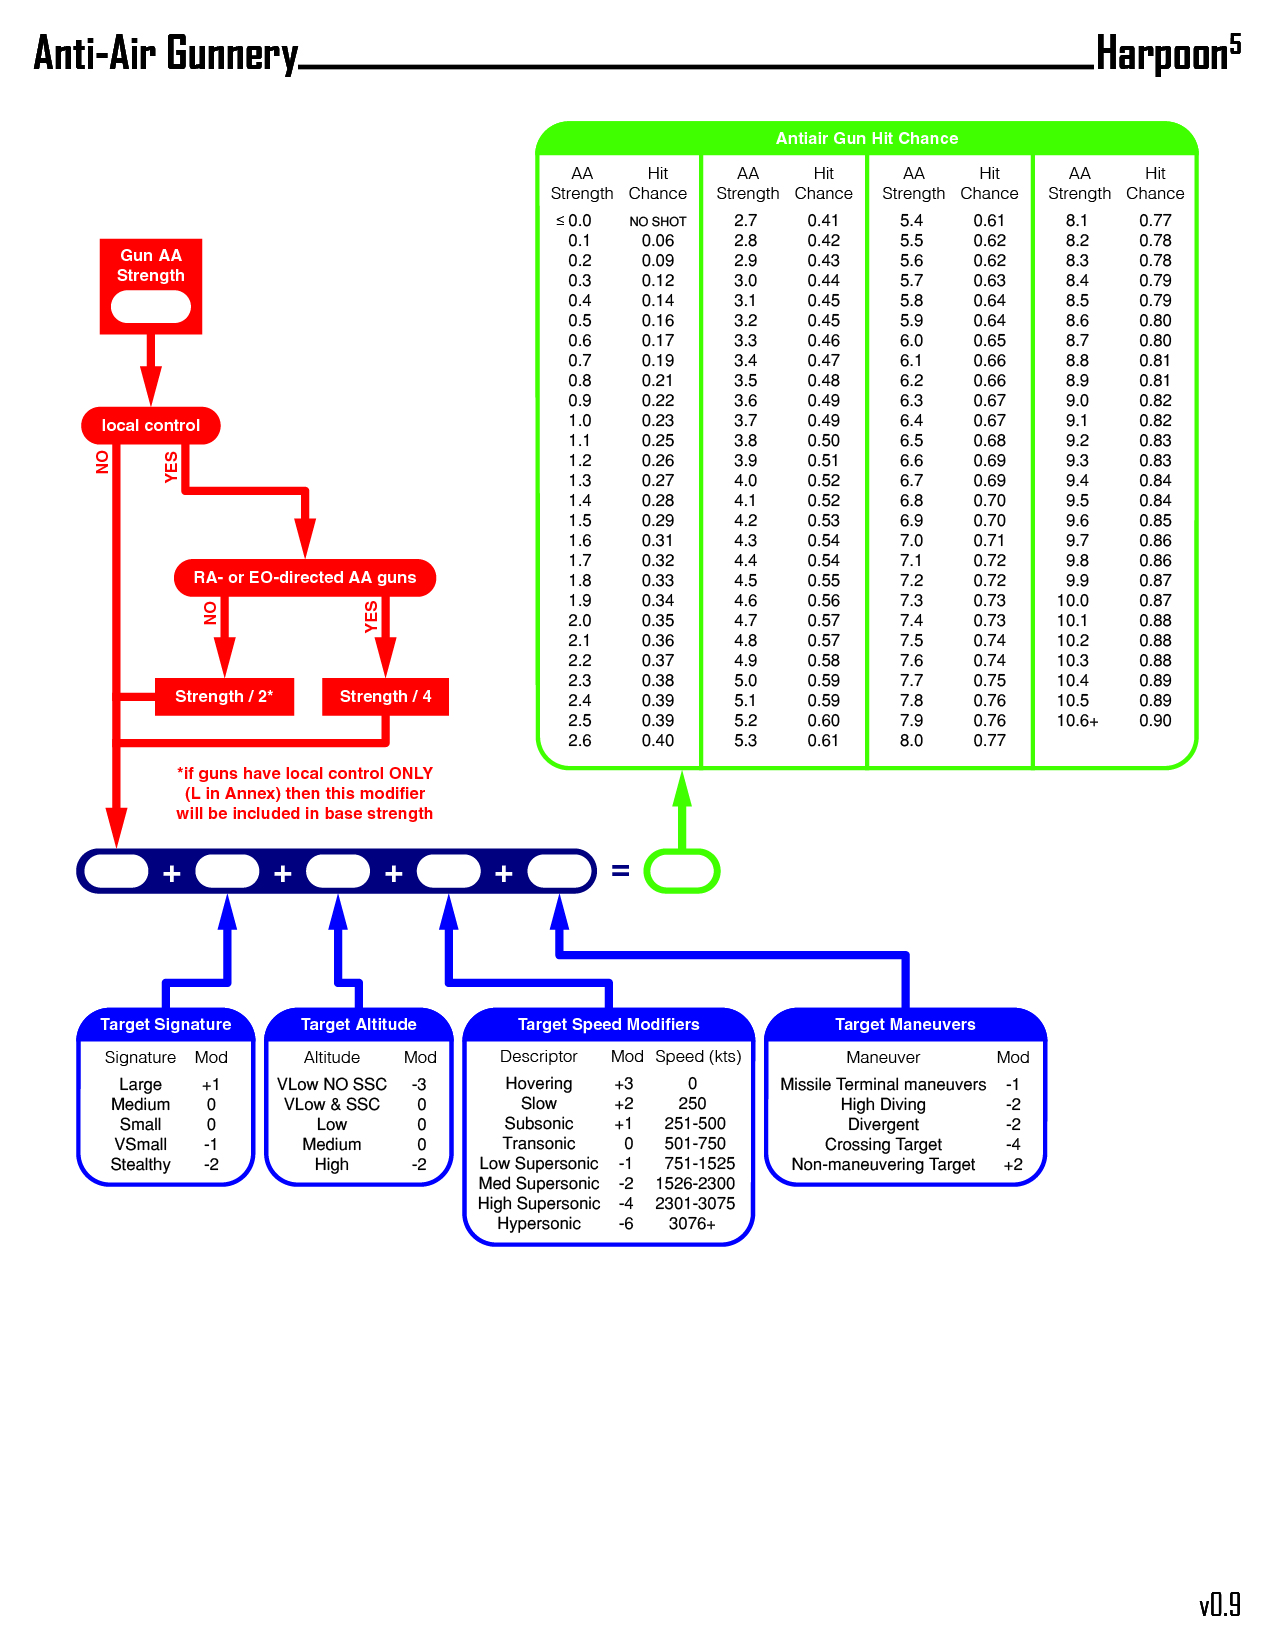 Anti-Air Gunnery Harpoon5
Antiair Gun Hit Chance
AA Hit AA Hit AA Hit AA Hit
Strength Chance Strength Chance Strength Chance Strength Chance
≤ 0.0 NO SHOT 2.7 0.41 5.4 0.61 8.1 0.77
0.1 0.06 2.8 0.42 5.5 0.62 8.2 0.78
0.2 0.09 2.9 0.43 5.6 0.62 8.3 0.78
0.3 0.12 3.0 0.44 5.7 0.63 8.4 0.79
0.4 0.14 3.1 0.45 5.8 0.64 8.5 0.79
0.5 0.16 3.2 0.45 5.9 0.64 8.6 0.80
0.6 0.17 3.3 0.46 6.0 0.65 8.7 0.80
0.7 0.19 3.4 0.47 6.1 0.66 8.8 0.81
0.8 0.21 3.5 0.48 6.2 0.66 8.9 0.81
0.9 0.22 3.6 0.49 6.3 0.67 9.0 0.82
1.0 0.23 3.7 0.49 6.4 0.67 9.1 0.82
1.1 0.25 3.8 0.50 6.5 0.68 9.2 0.83
1.2 0.26 3.9 0.51 6.6 0.69 9.3 0.83
1.3 0.27 4.0 0.52 6.7 0.69 9.4 0.84
1.4 0.28 4.1 0.52 6.8 0.70 9.5 0.84
1.5 0.29 4.2 0.53 6.9 0.70 9.6 0.85
1.6 0.31 4.3 0.54 7.0 0.71 9.7 0.86
1.7 0.32 4.4 0.54 7.1 0.72 9.8 0.86
1.8 0.33 4.5 0.55 7.2 0.72 9.9 0.87
1.9 0.34 4.6 0.56 7.3 0.73 10.0 0.87
2.0 0.35 4.7 0.57 7.4 0.73 10.1 0.88
2.1 0.36 4.8 0.57 7.5 0.74 10.2 0.88
2.2 0.37 4.9 0.58 7.6 0.74 10.3 0.88
2.3 0.38 5.0 0.59 7.7 0.75 10.4 0.89
2.4 0.39 5.1 0.59 7.8 0.76 10.5 0.89
2.5 0.39 5.2 0.60 7.9 0.76 10.6+ 0.90
2.6 0.40 5.3 0.61 8.0 0.77
Gun AA
Strength
local control
NO YES
RA- or EO-directed AA guns
NO YES
Strength / 2* Strength / 4
*if guns have local control ONLY
(L in Annex) then this modifier
will be included in base strength
+ + + + =
Target Signature
Signature Mod
Large +1
Medium 0
Small 0
VSmall -1
Stealthy -2
Target Altitude
Altitude Mod
VLow NO SSC -3
VLow & SSC 0
Low 0
Medium 0
High -2
Target Speed Modifiers
Descriptor Mod Speed (kts)
Hovering +3 0
Slow +2 250
Subsonic +1 251-500
Transonic 0 501-750
Low Supersonic -1 751-1525
Med Supersonic -2 1526-2300
High Supersonic -4 2301-3075
Hypersonic -6 3076+
Target Maneuvers
Maneuver Mod
Missile Terminal maneuvers -1
High Diving -2
Divergent -2
Crossing Target -4
Non-maneuvering Target +2
v0.9